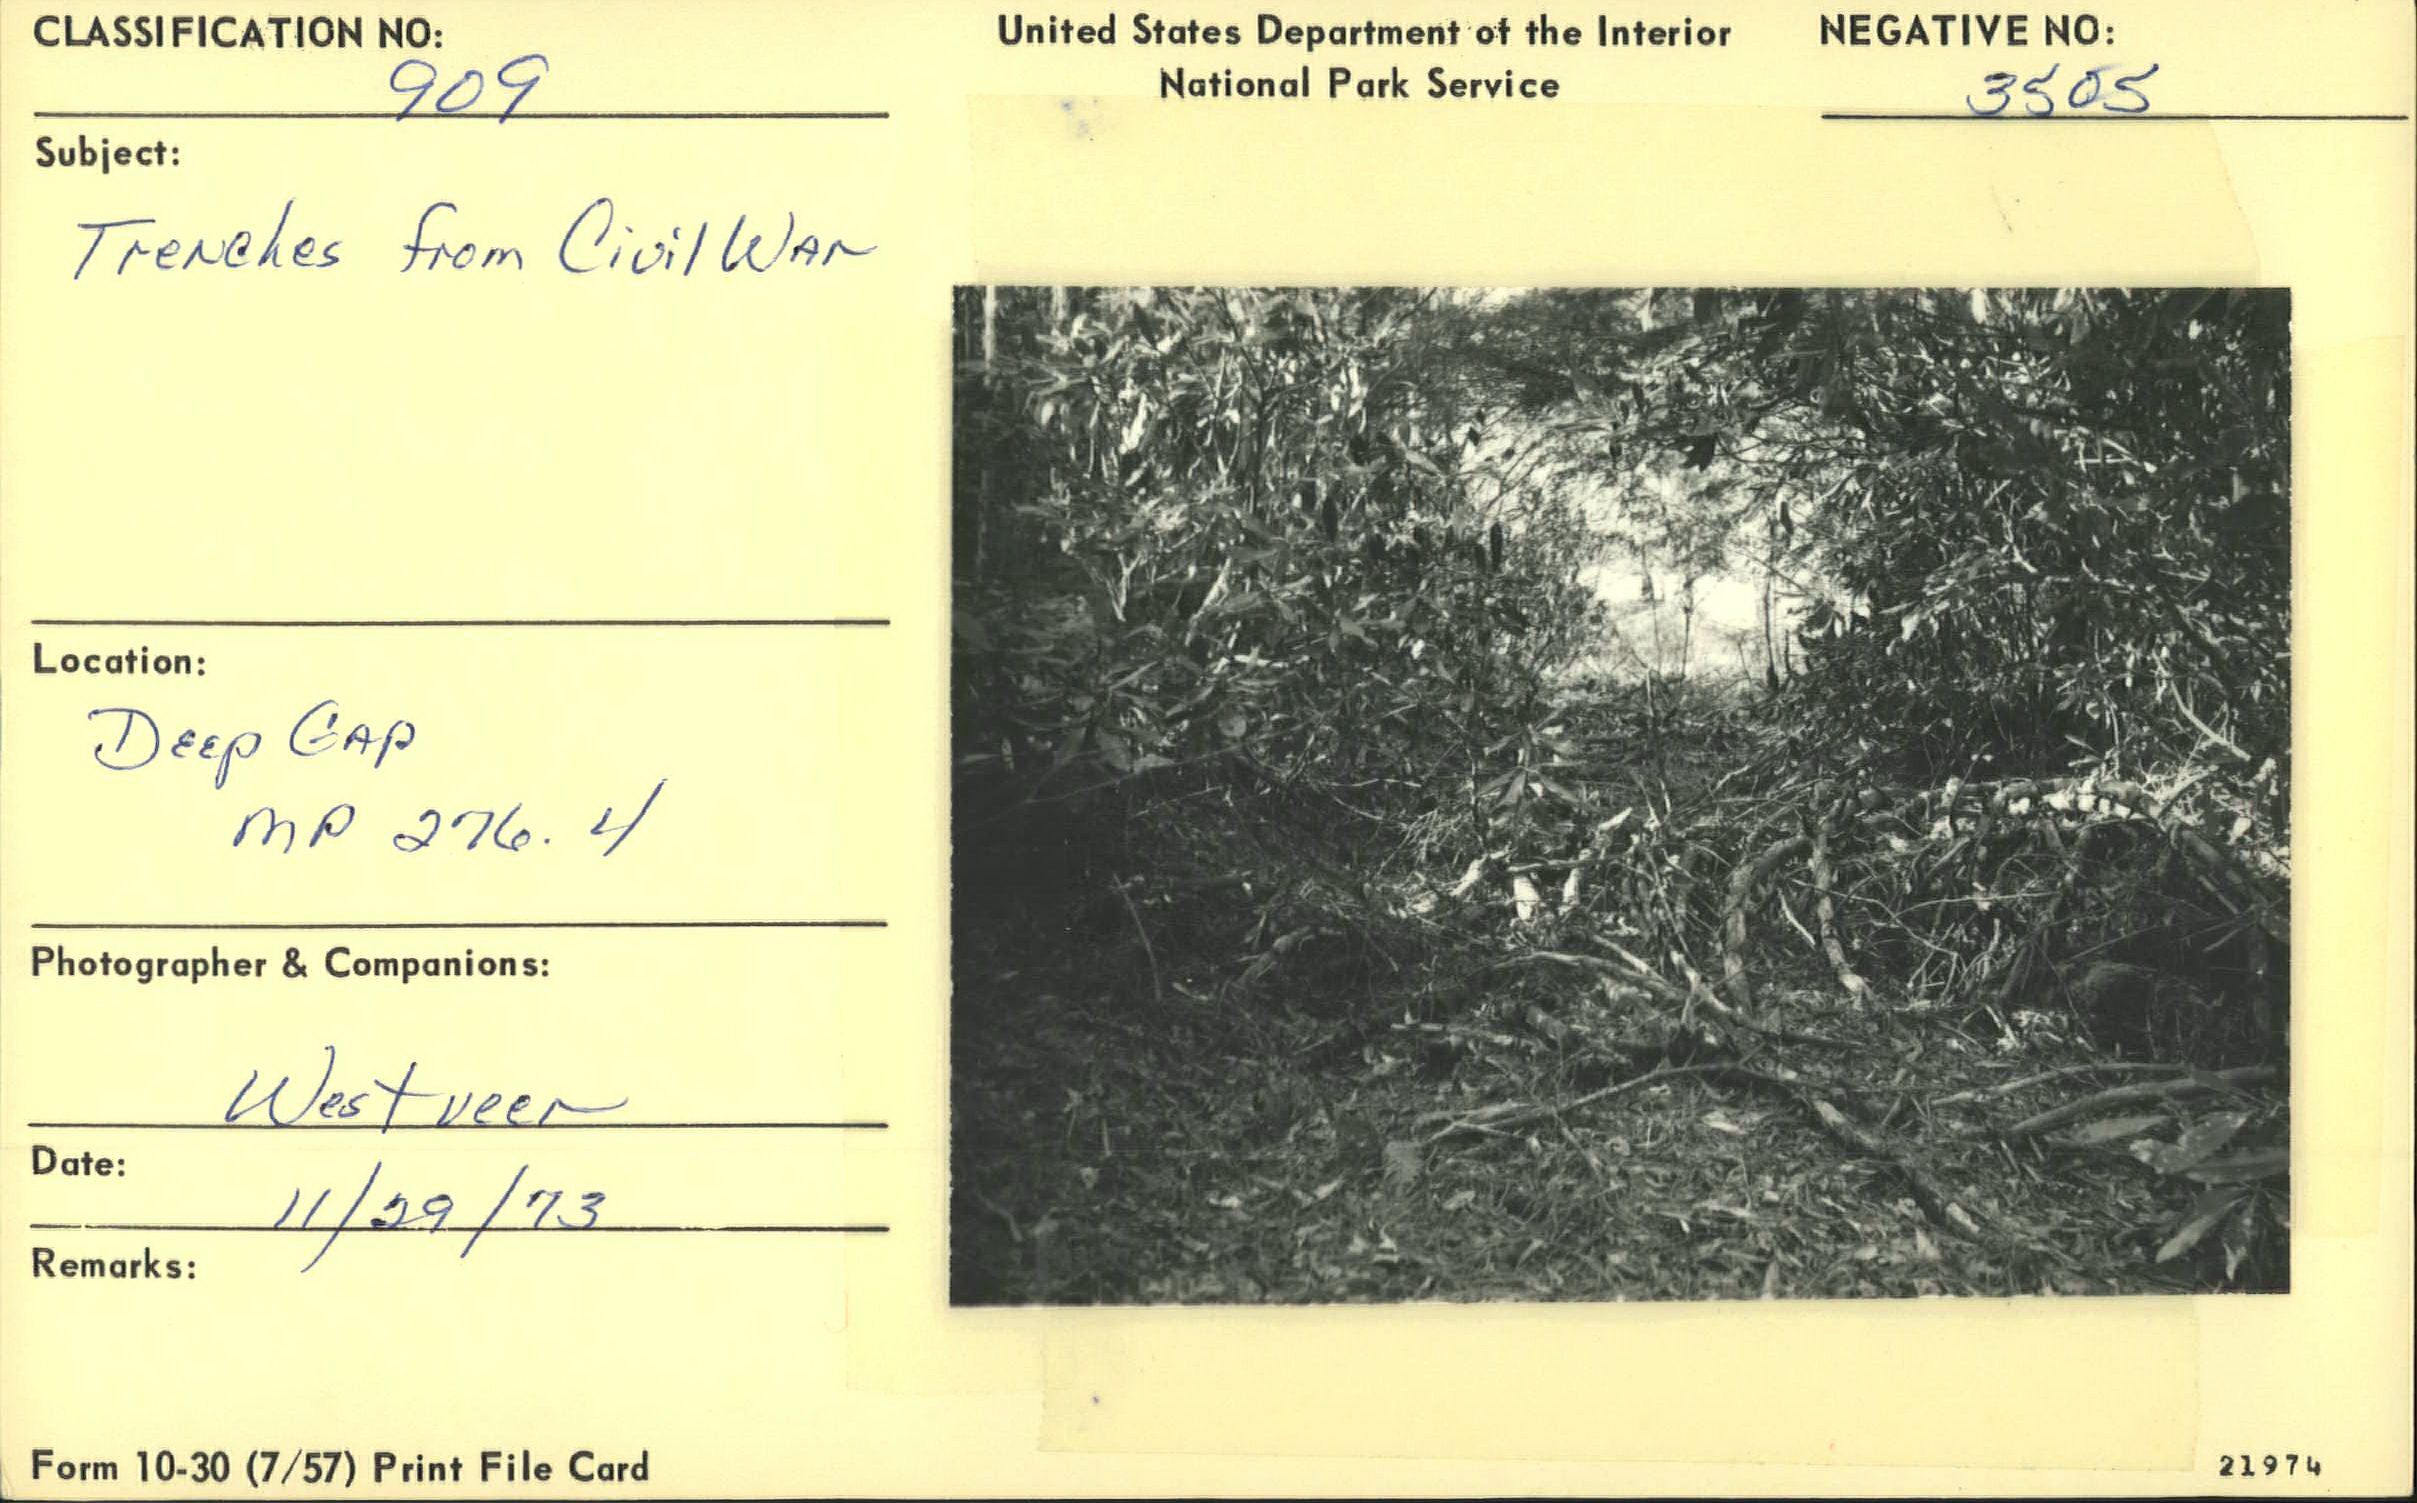 CLASSIFICATION NO:
909
United States Department of the Interior
National Park Service
NEGATIVE NO:
3505
Subject:
Trenches from Civil War
Location:
Deep Gap
MP 276.4
Photographer & Companions:
Westveer
Date:
11/29/73
Remarks:
Form 10-30 (7/57) Print File Card
21974